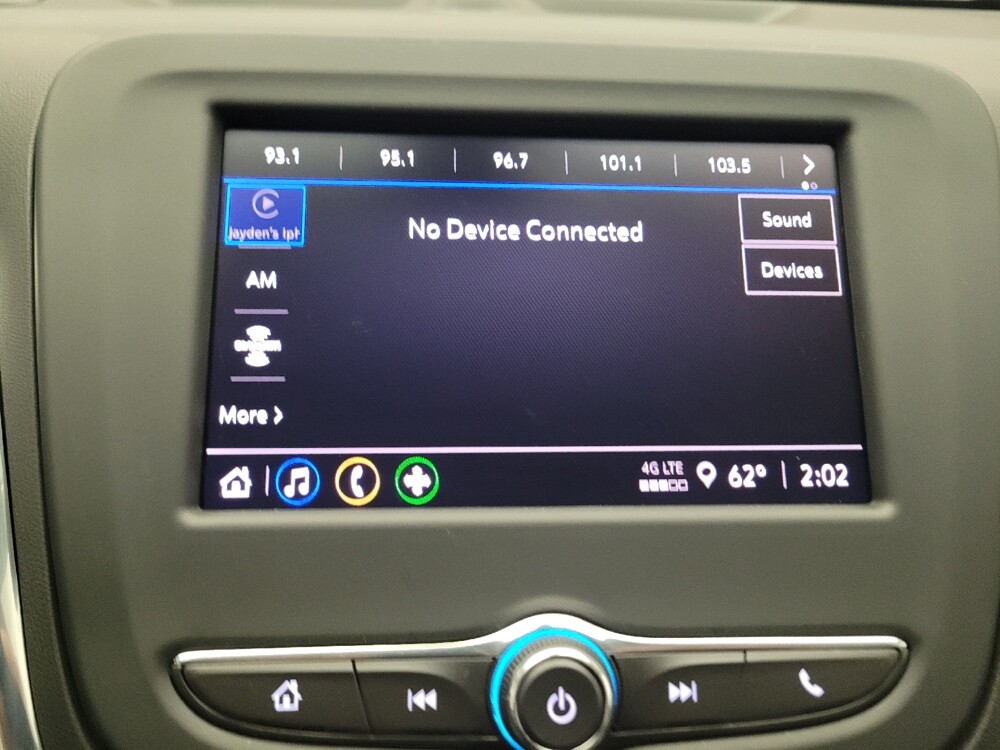 93.1 95.1 96.7 101.1 103.5
Jayden's Iph
No Device Connected
Sound
Devices
AM
More
4G LTE
62° 2:02